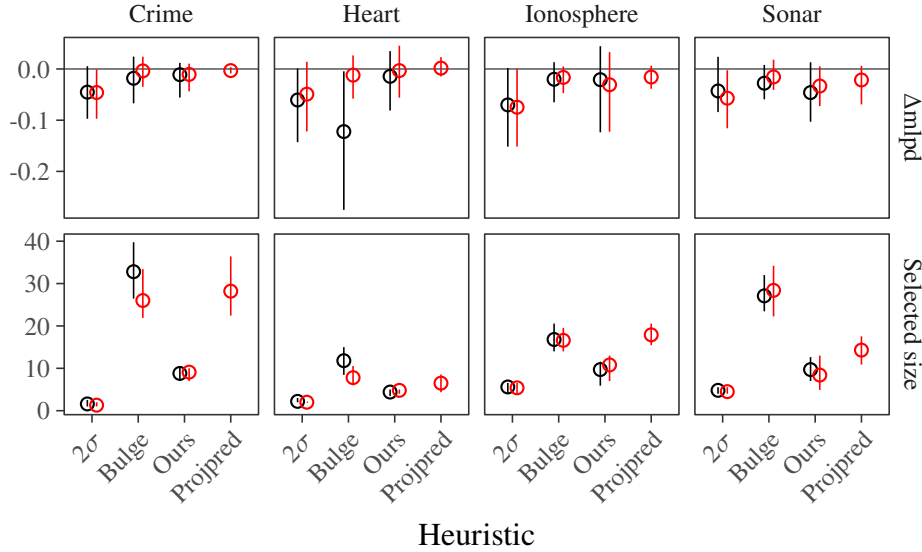 Crime Heart Ionosphere Sonar
0.0
-0.1
-0.2
Δmlpd
40
30
20
10
0
Selected size
2σ Bulge Ours Projpred 2σ Bulge Ours Projpred 2σ Bulge Ours Projpred 2σ Bulge Ours Projpred
Heuristic